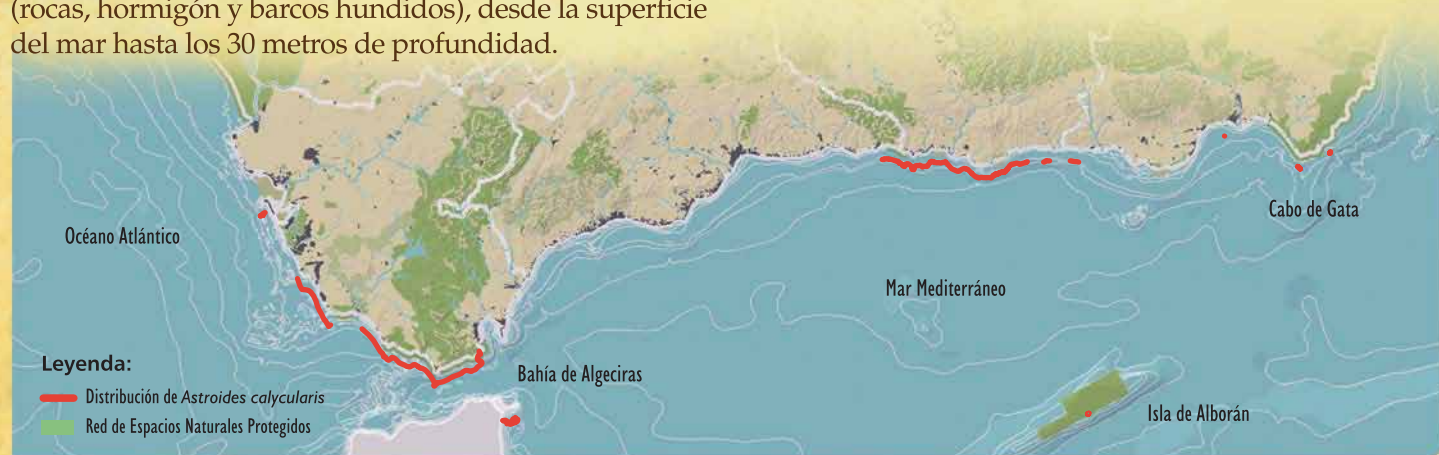 (rocas, hormigón y barcos hundidos), desde la superficie
del mar hasta los 30 metros de profundidad.
Océano Atlántico
Cabo de Gata
Mar Mediterráneo
Leyenda:
Bahía de Algeciras
Distribución de Astroides calycularis
Isla de Alborán
Red de Espacios Naturales Protegidos